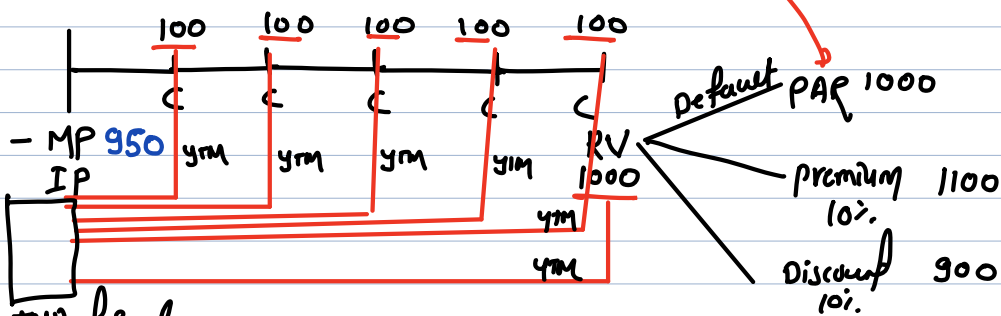 100 100 100 100 100
C C C C C
Default PAR 1000
- MP 950
IP
YTM YTM YTM YTM
RV
1000
YTM
YTM
Premium 1100
10%
Discount 900
10%